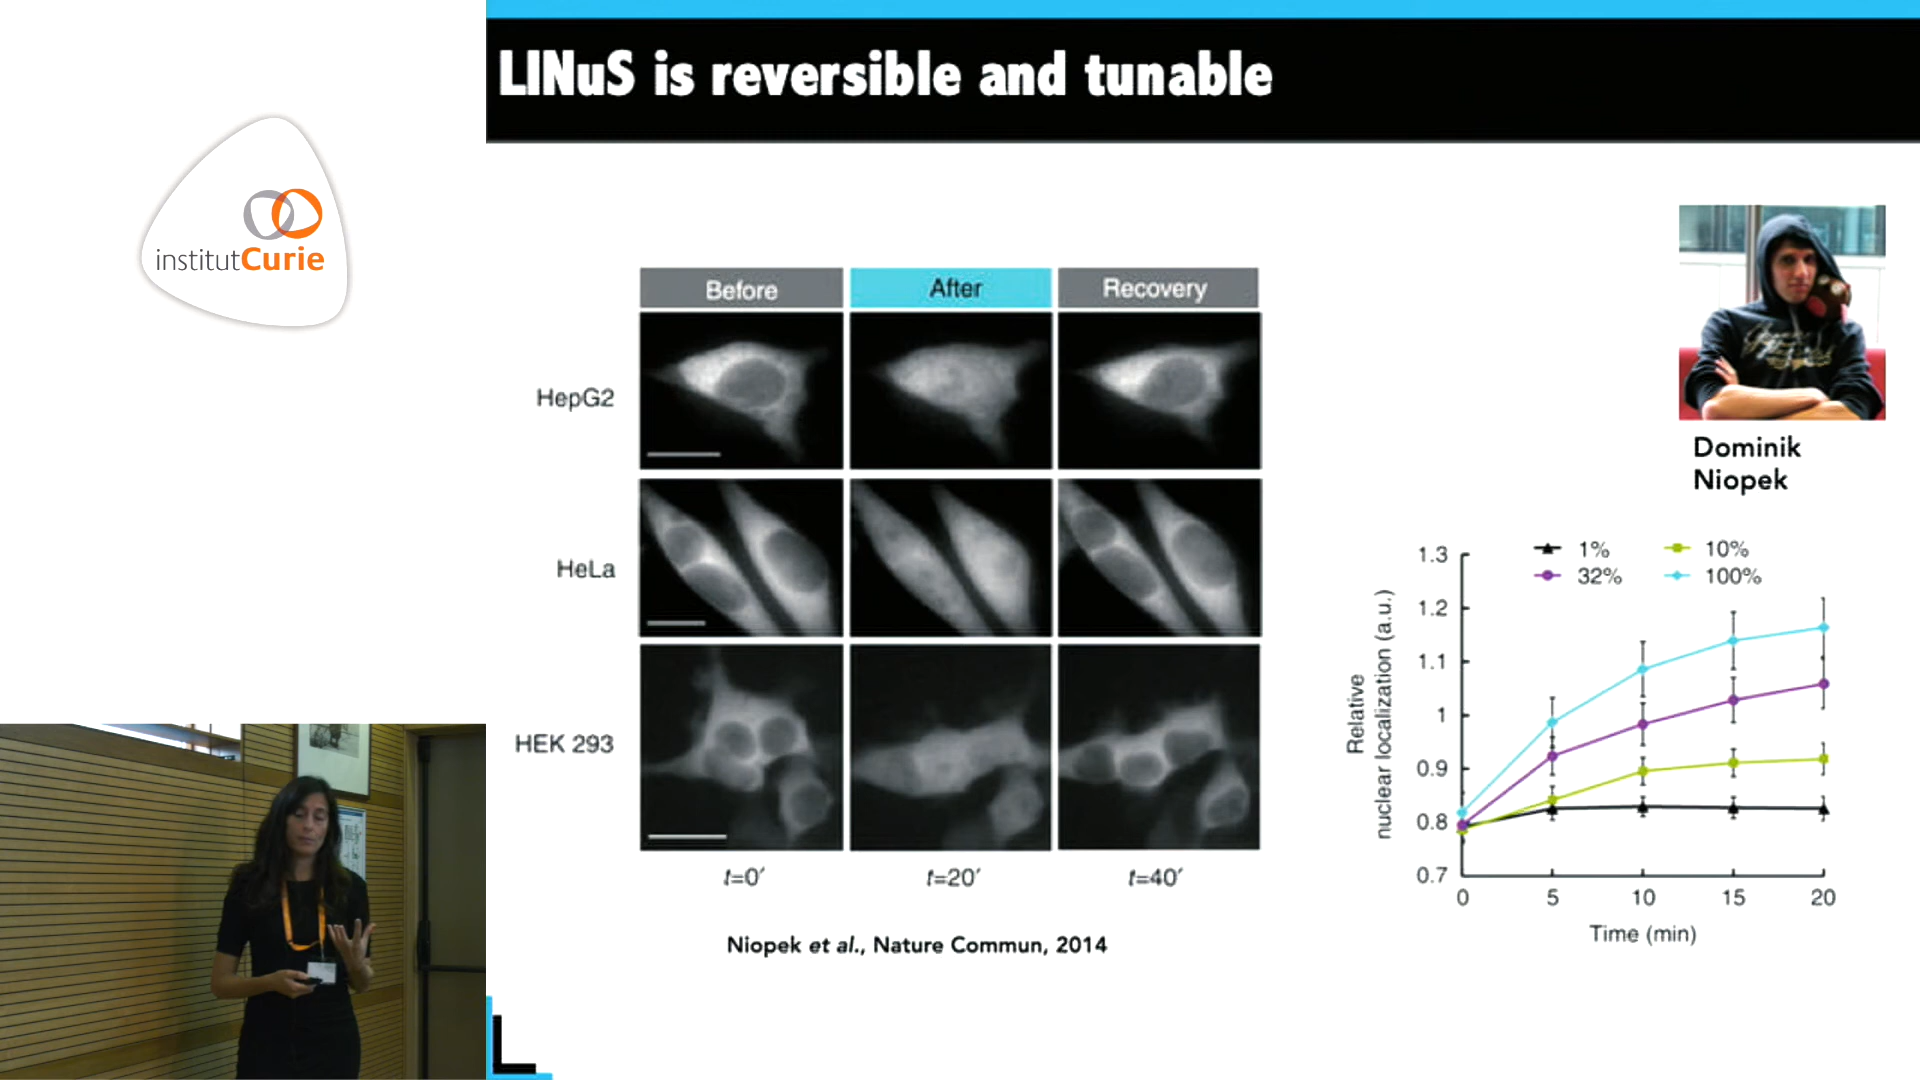 LINuS is reversible and tunable
institutCurie
Before After Recovery
HepG2
HeLa
HEK 293
t=0′ t=20′ t=40′
Niopek et al., Nature Commun, 2014
Dominik
Niopek
1% 10%
32% 100%
Relative
nuclear localization (a.u.)
1.3
1.2
1.1
1
0.9
0.8
0.7
0 5 10 15 20
Time (min)